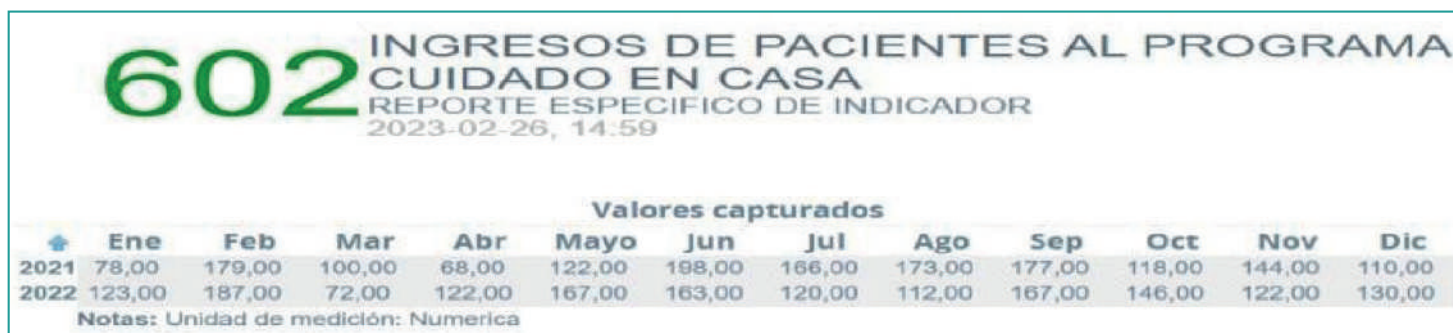 602
INGRESOS DE PACIENTES AL PROGRAMA
CUIDADO EN CASA
REPORTE ESPECIFICO DE INDICADOR
2023-02-26, 14:59
Valores capturados
Ene Feb Mar Abr Mayo Jun Jul Ago Sep Oct Nov Dic
2021 78,00 179,00 100,00 68,00 122,00 198,00 166,00 173,00 177,00 118,00 144,00 110,00
2022 123,00 187,00 72,00 122,00 167,00 163,00 120,00 112,00 167,00 146,00 122,00 130,00
Notas: Unidad de medición: Numerica